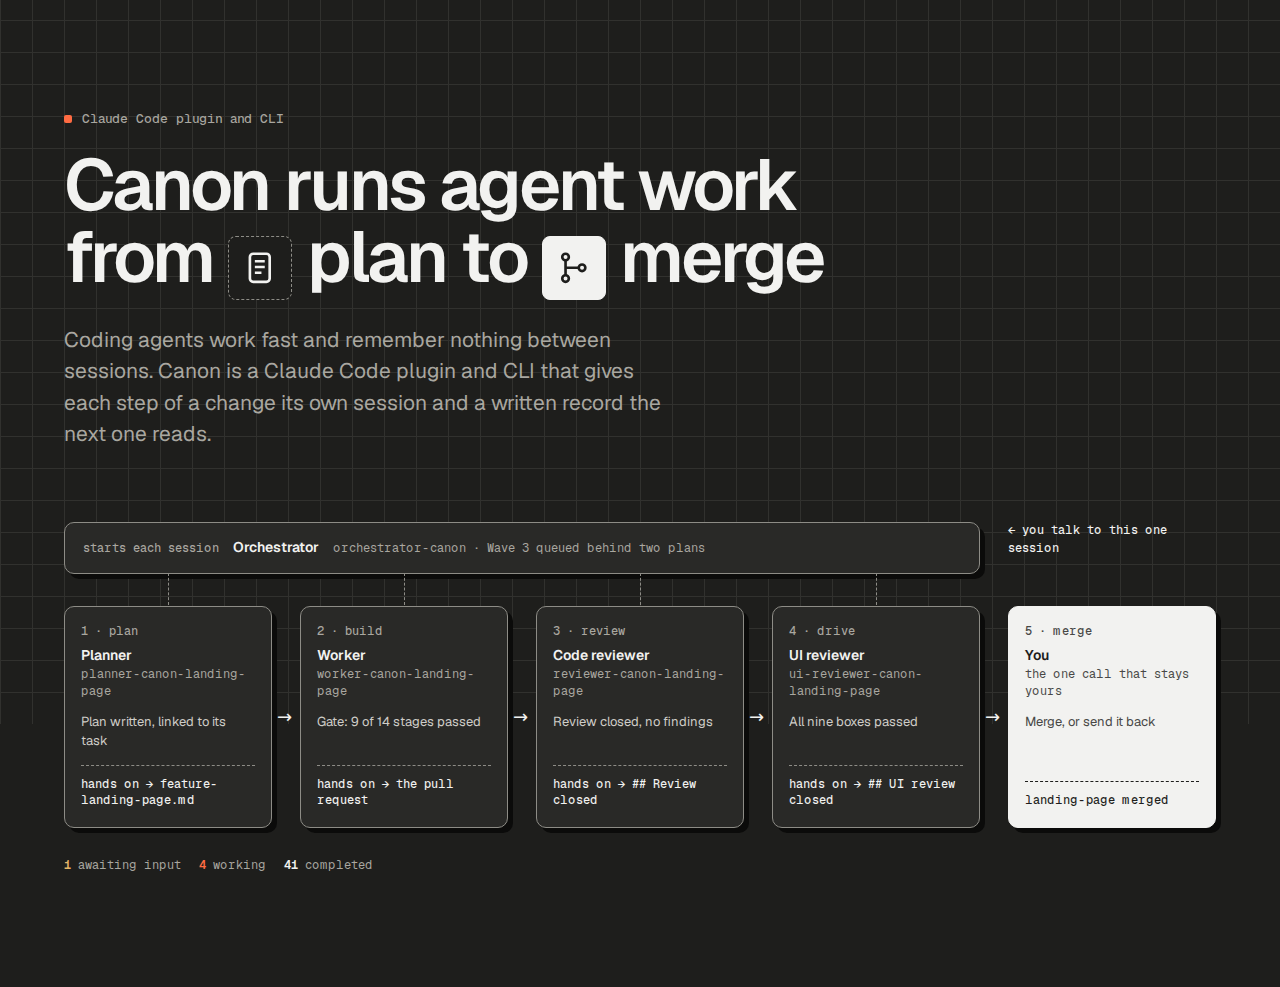 Claude Code plugin and CLI
Canon runs agent work
from plan to merge
Coding agents work fast and remember nothing between
sessions. Canon is a Claude Code plugin and CLI that gives
each step of a change its own session and a written record the
next one reads.
starts each session Orchestrator orchestrator-canon · Wave 3 queued behind two plans
← you talk to this one
session
1 · plan
Planner
planner-canon-landing-
page
Plan written, linked to its
task
hands on → feature-
landing-page.md
→
2 · build
Worker
worker-canon-landing-
page
Gate: 9 of 14 stages passed
hands on → the pull
request
→
3 · review
Code reviewer
reviewer-canon-landing-
page
Review closed, no findings
hands on → ## Review
closed
→
4 · drive
UI reviewer
ui-reviewer-canon-
landing-page
All nine boxes passed
hands on → ## UI review
closed
→
5 · merge
You
the one call that stays
yours
Merge, or send it back
landing-page merged
1 awaiting input 4 working 41 completed